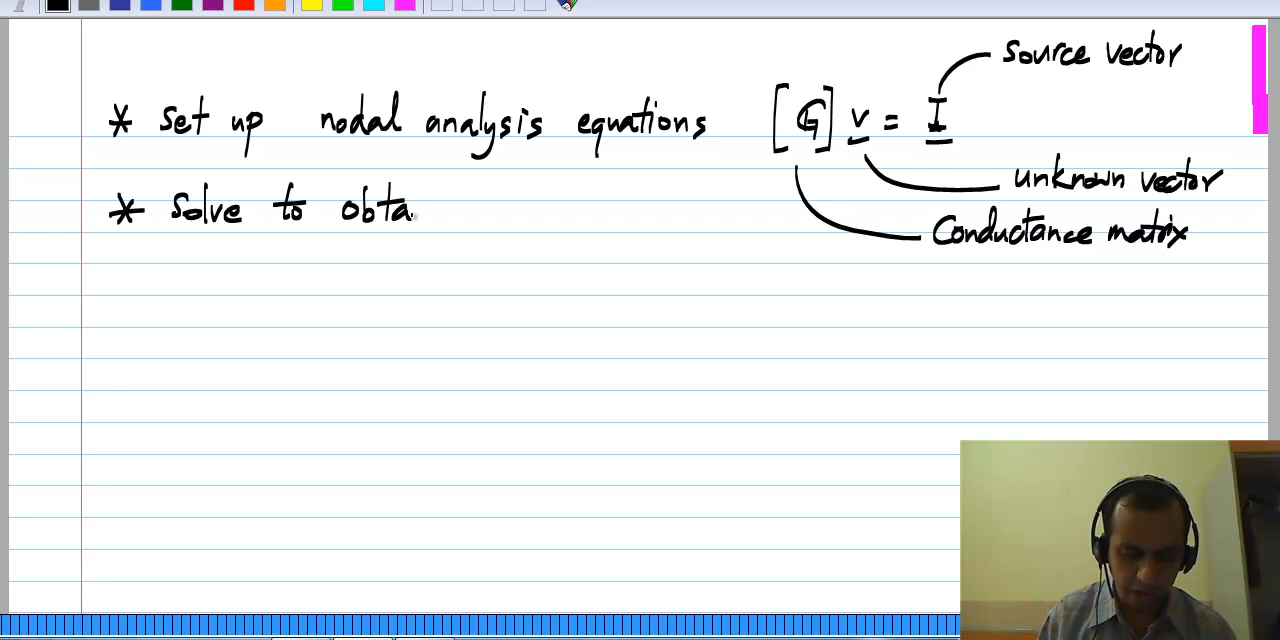 source vector
* Set up nodal analysis equations [G] v = I
unknown vector
* Solve to obta
Conductance matrix